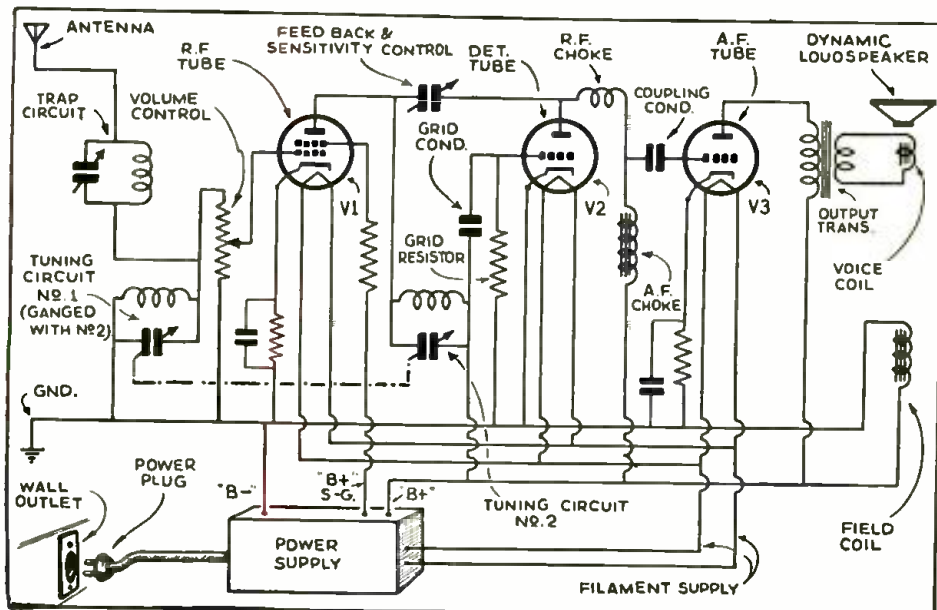 ANTENNA
TRAP
CIRCUIT
VOLUME
CONTROL
R.F.
TUBE
FEED BACK &
SENSITIVITY CONTROL
DET.
TUBE
R.F.
CHOKE
A.F.
TUBE
DYNAMIC
LOUDSPEAKER
COUPLING
COND.
GRID
COND.
GRID
RESISTOR
V1
V2
V3
OUTPUT
TRANS.
VOICE
COIL
A.F.
CHOKE
TUNING
CIRCUIT
NO.1
(GANGED
WITH NO2)
GND.
WALL
OUTLET
POWER
PLUG
"B-"
"B+"
S-G.
"B+"
POWER
SUPPLY
TUNING CIRCUIT
NO.2
FILAMENT SUPPLY
FIELD
COIL